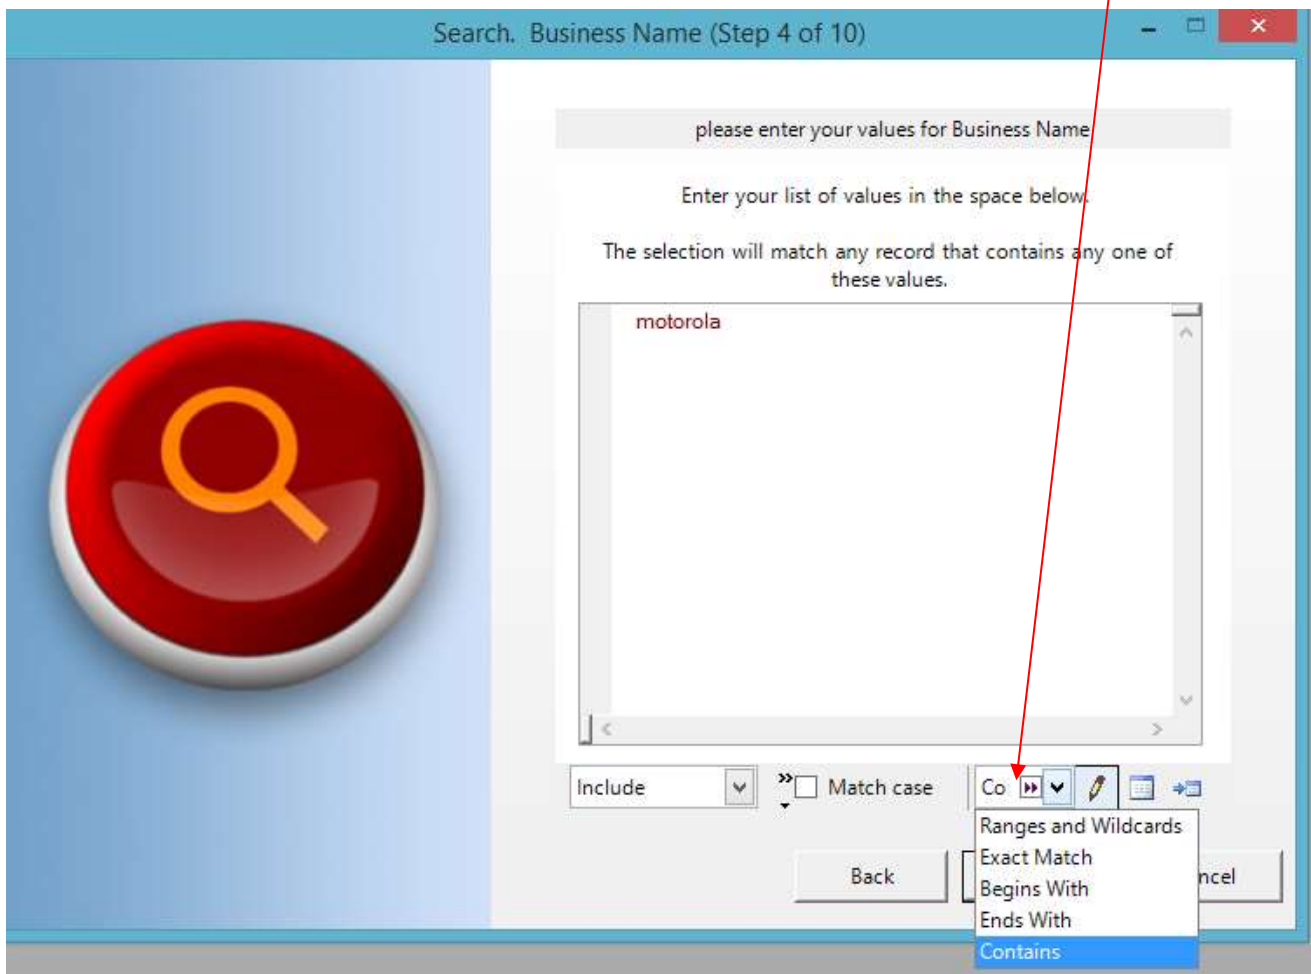 Search. Business Name (Step 4 of 10)
please enter your values for Business Name
Enter your list of values in the space below.
The selection will match any record that contains any one of
these values.
motorola
Include
Match case
Co
Ranges and Wildcards
Exact Match
Begins With
Ends With
Contains
Back
ncel